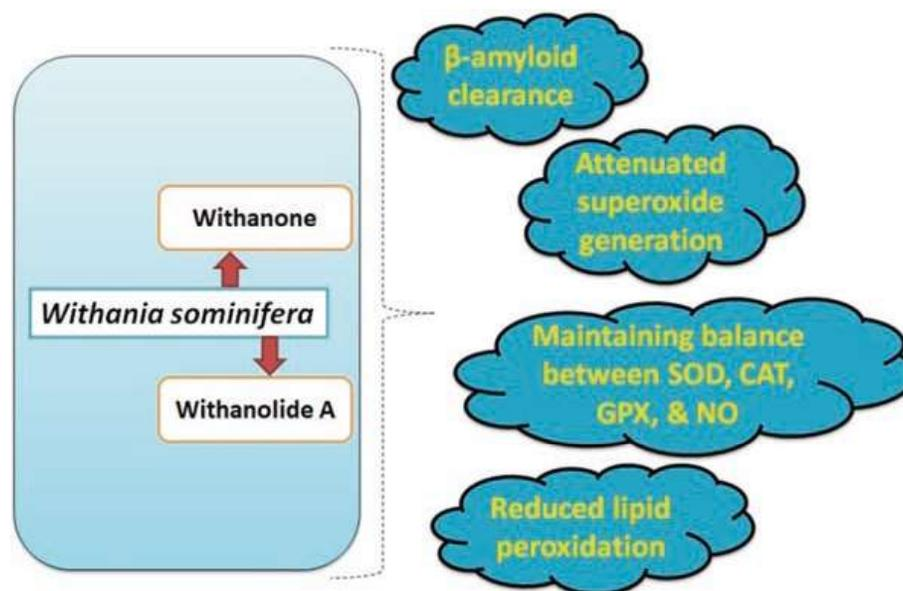 Withanone
Withania sominifera
Withanolide A
β-amyloid
clearance
Attenuated
superoxide
generation
Maintaining balance
between SOD, CAT,
GPX, & NO
Reduced lipid
peroxidation